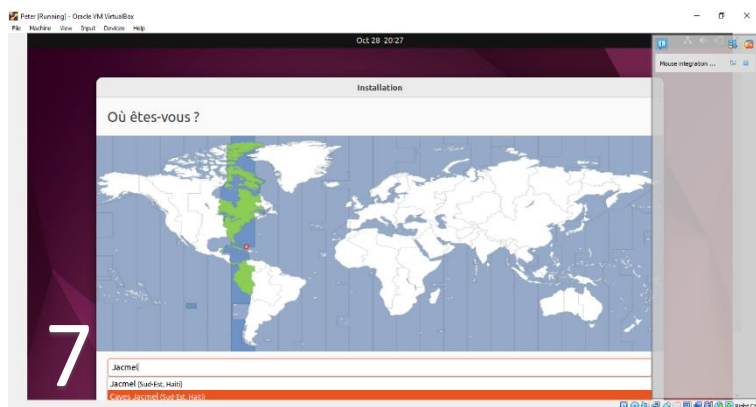 Peter [Running] - Oracle VM VirtualBox
File Machine View Input Devices Help
Oct 28 20:27
Mouse integration ...
Installation
Où êtes-vous ?
7
Jacmel
Jacmel (Sud-Est, Haiti)
Caves Jacmel (Sud-Est, Haiti)